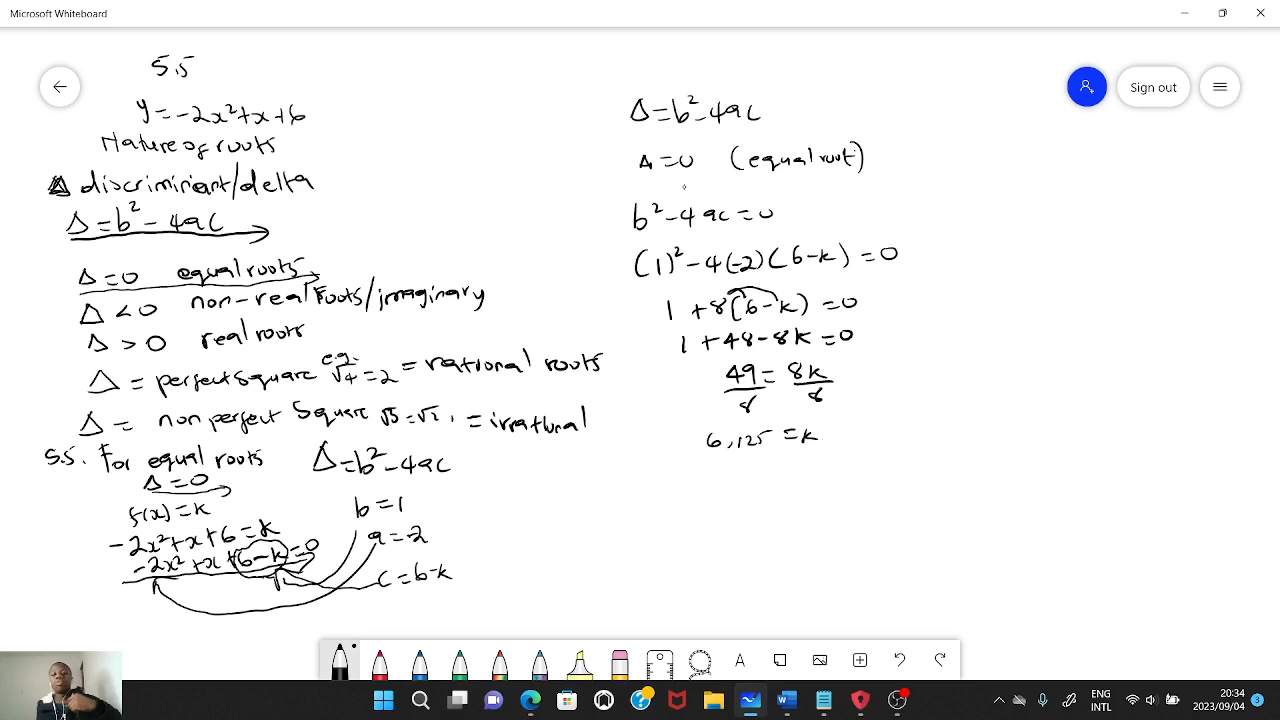 Microsoft Whiteboard
Sign out
5.5
y = -2x² + x + 6
Nature of roots
Δ discriminiant/delta
Δ = b² - 4ac
Δ = 0 equal roots
Δ < 0 non-real roots/imaginary
Δ > 0 real roots
Δ = perfect square e.g. √4 = 2 = rational roots
Δ = non perfect Square √5 = = irrational
5.5. For equal roots
Δ = 0
f(x) = k
-2x² + x + 6 = k
-2x² + x + 6 - k = 0
Δ = b² - 4ac
b = 1
a = -2
c = 6-k
Δ = b² - 4ac
Δ = 0 (equal root)
b² - 4ac = 0
(1)² - 4(-2)(6-k) = 0
1 + 8(6-k) = 0
1 + 48 - 8k = 0
49 = 8k
8 8
6,125 = k
ENG
INTL
20:34
2023/09/04